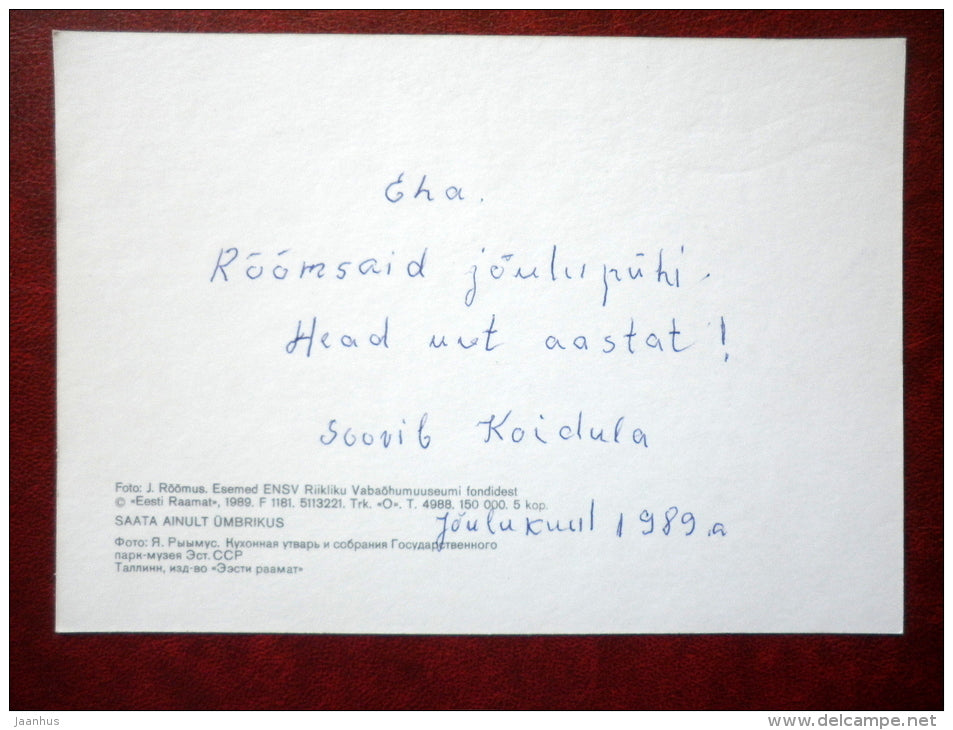 Eha.
Rõõmsaid jõulupühi.
Head uut aastat!
Soovib Koidula
Foto: J. Rõõmus. Esemed ENSV Riikliku Vabaõhumuuseumi fondidest
© «Eesti Raamat», 1989. F 1181. 5113221. Trk. «O». T. 4988. 150 000. 5 kop.
SAATA AINULT ÜMBRIKUS
Jõulukuul 1989.a
Фото: Я. Рыымус. Кухонная утварь и собрания Государственного
парк-музея Эст. ССР
Таллинн, изд-во «Ээсти раамат»
jaanhus
www.delcampe.net